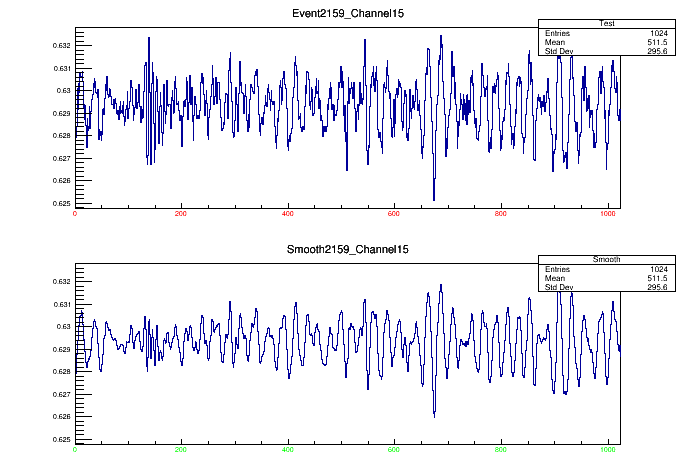 Event2159_Channel15
Test
Entries 1024
Mean 511.5
Std Dev 295.6
0.632
0.631
0.63
0.629
0.628
0.627
0.626
0.625
0 200 400 600 800 1000
Smooth2159_Channel15
Smooth
Entries 1024
Mean 511.5
Std Dev 295.6
0.632
0.631
0.63
0.629
0.628
0.627
0.626
0.625
0 200 400 600 800 1000